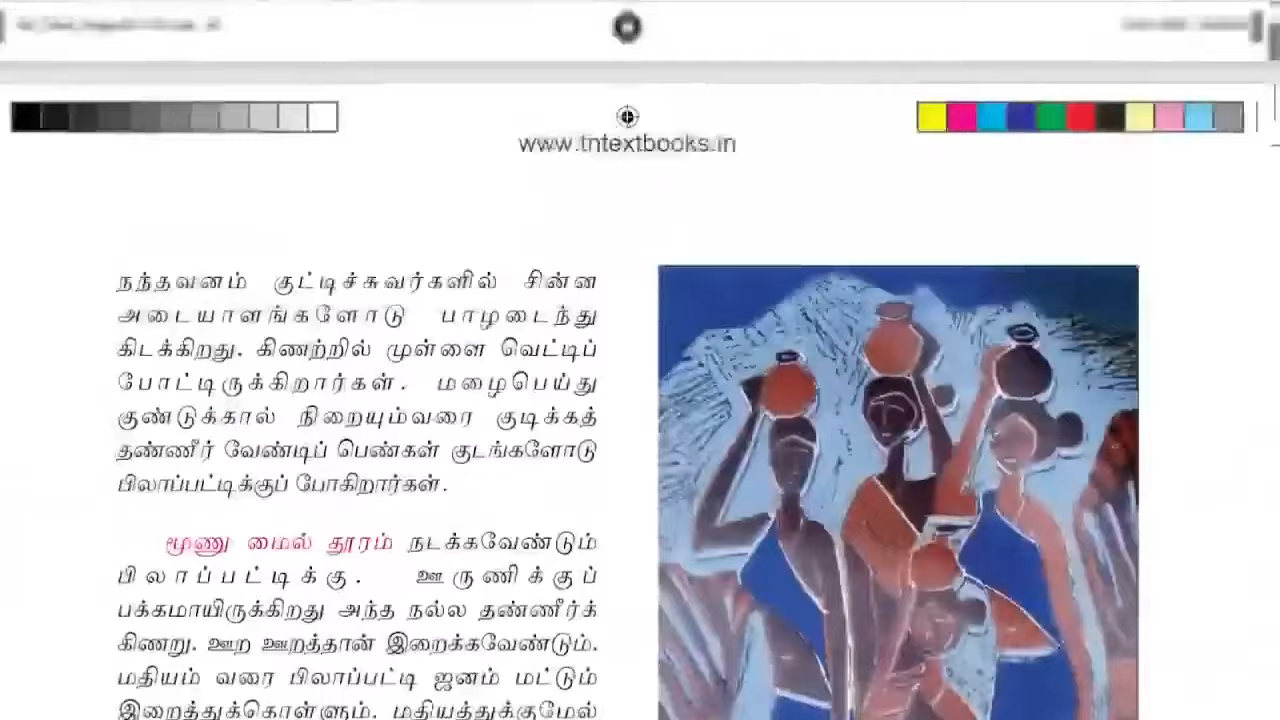 www.tntextbooks.in
நந்தவனம் குட்டிச்சுவர்களில் சின்ன
அடையாளங்களோடு பாழடைந்து
கிடக்கிறது. கிணற்றில் முள்ளை வெட்டிப்
போட்டிருக்கிறார்கள். மழைபெய்து
குண்டுக்கால் நிறையும்வரை குடிக்கத்
தண்ணீர் வேண்டிப் பெண்கள் குடங்களோடு
பிலாப்பட்டிக்குப் போகிறார்கள்.
மூணு மைல் தூரம் நடக்கவேண்டும்
பிலாப்பட்டிக்கு. ஊருணிக்குப்
பக்கமாயிருக்கிறது அந்த நல்ல தண்ணீர்க்
கிணறு. ஊற ஊறத்தான் இறைக்கவேண்டும்.
மதியம் வரை பிலாப்பட்டி ஜனம் மட்டும்
இறைத்துக்கொள்ளும். மதியத்துக்குமேல்